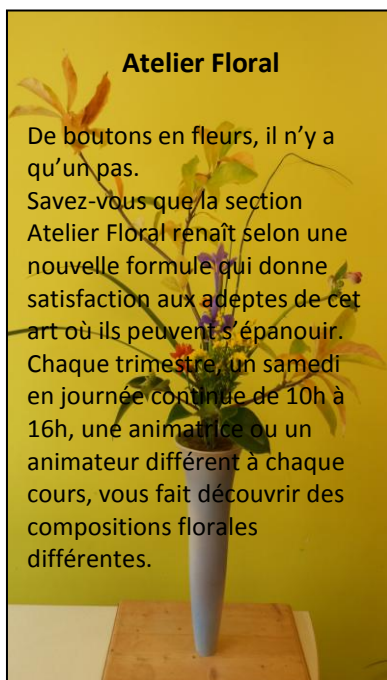 Atelier Floral
De boutons en fleurs, il n’y a
qu’un pas.
Savez-vous que la section
Atelier Floral renaît selon une
nouvelle formule qui donne
satisfaction aux adeptes de cet
art où ils peuvent s’épanouir.
Chaque trimestre, un samedi
en journée continue de 10h à
16h, une animatrice ou un
animateur différent à chaque
cours, vous fait découvrir des
compositions florales
différentes.